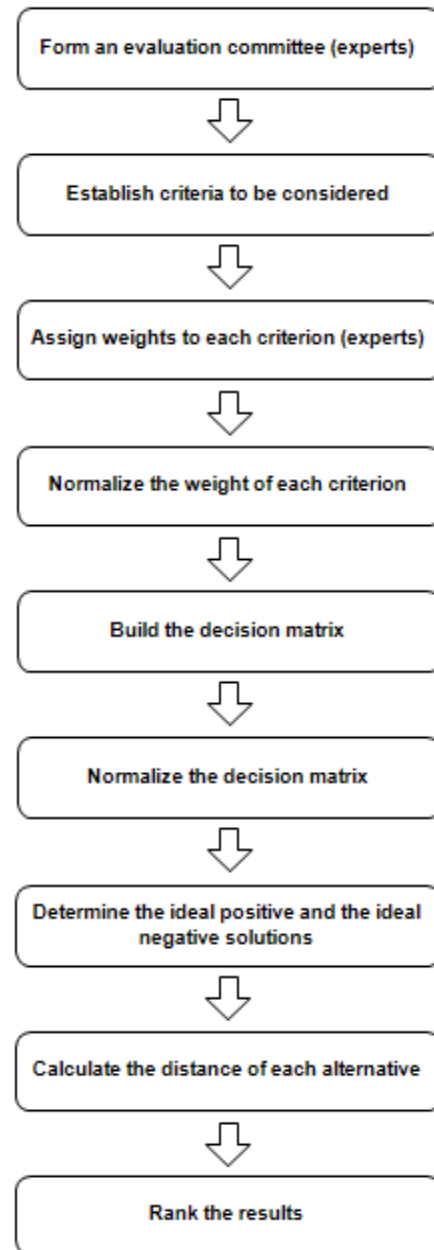 Form an evaluation committee (experts)
Establish criteria to be considered
Assign weights to each criterion (experts)
Normalize the weight of each criterion
Build the decision matrix
Normalize the decision matrix
Determine the ideal positive and the ideal
negative solutions
Calculate the distance of each alternative
Rank the results